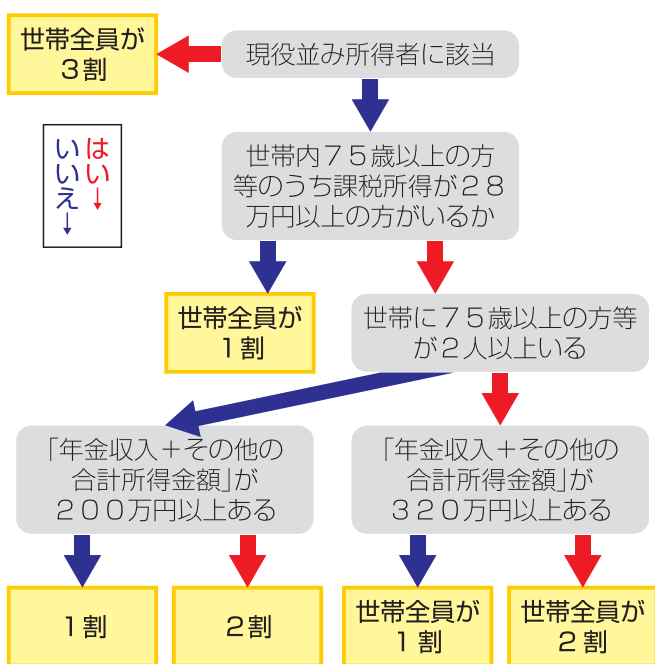 世帯全員が
３割
現役並み所得者に該当
はい→
いいえ→
世帯内７５歳以上の方
等のうち課税所得が２８
万円以上の方がいるか
世帯全員が
１割
世帯に７５歳以上の方等
が２人以上いる
「年金収入＋その他の
合計所得金額」が
２００万円以上ある
「年金収入＋その他の
合計所得金額」が
３２０万円以上ある
１割
２割
世帯全員が
１割
世帯全員が
２割